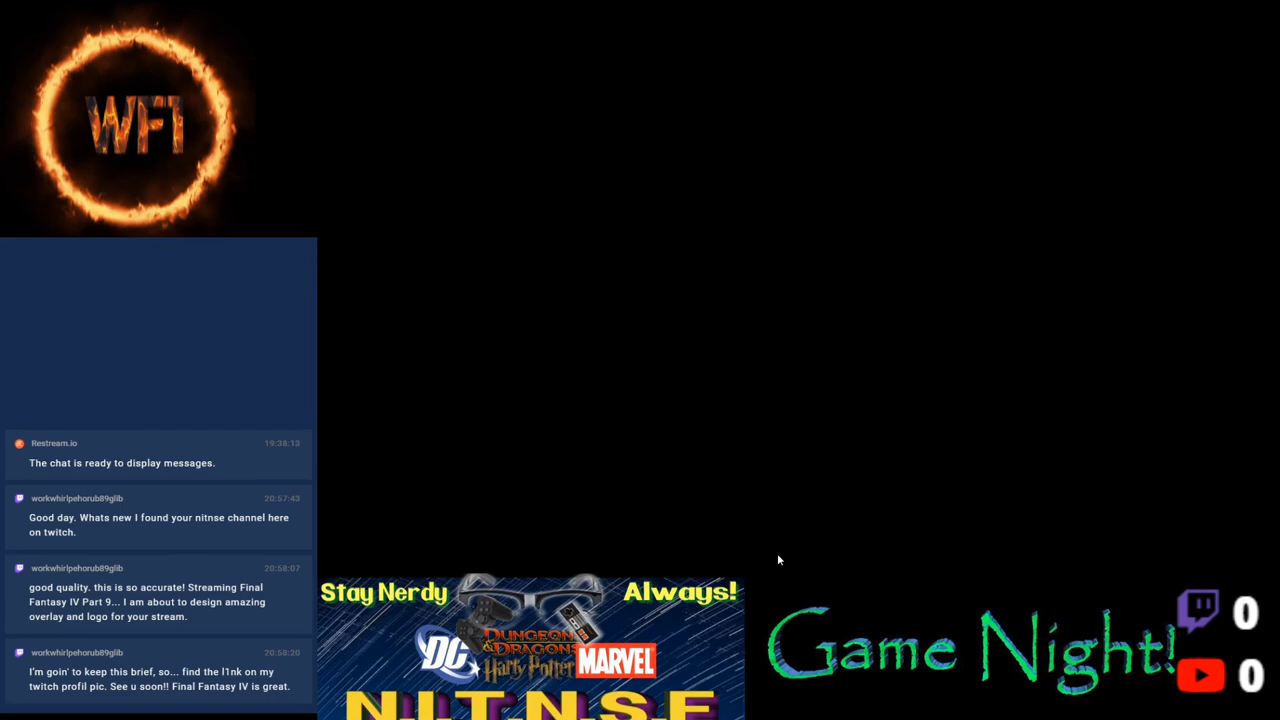 WF1
Restream.io 19:38:13
The chat is ready to display messages.
workwhirlpehorub89glib 20:57:43
Good day. Whats new I found your nitnse channel here
on twitch.
workwhirlpehorub89glib 20:58:07
good quality. this is so accurate! Streaming Final
Fantasy IV Part 9... I am about to design amazing
overlay and logo for your stream.
workwhirlpehorub89glib 20:58:20
I'm goin' to keep this brief, so... find the l1nk on my
twitch profil pic. See u soon!! Final Fantasy IV is great.
Stay Nerdy Always!
DC
DUNGEONS
& DRAGONS
Harry Potter
MARVEL
N.I.T.N.S.E
Game Night!
0
0